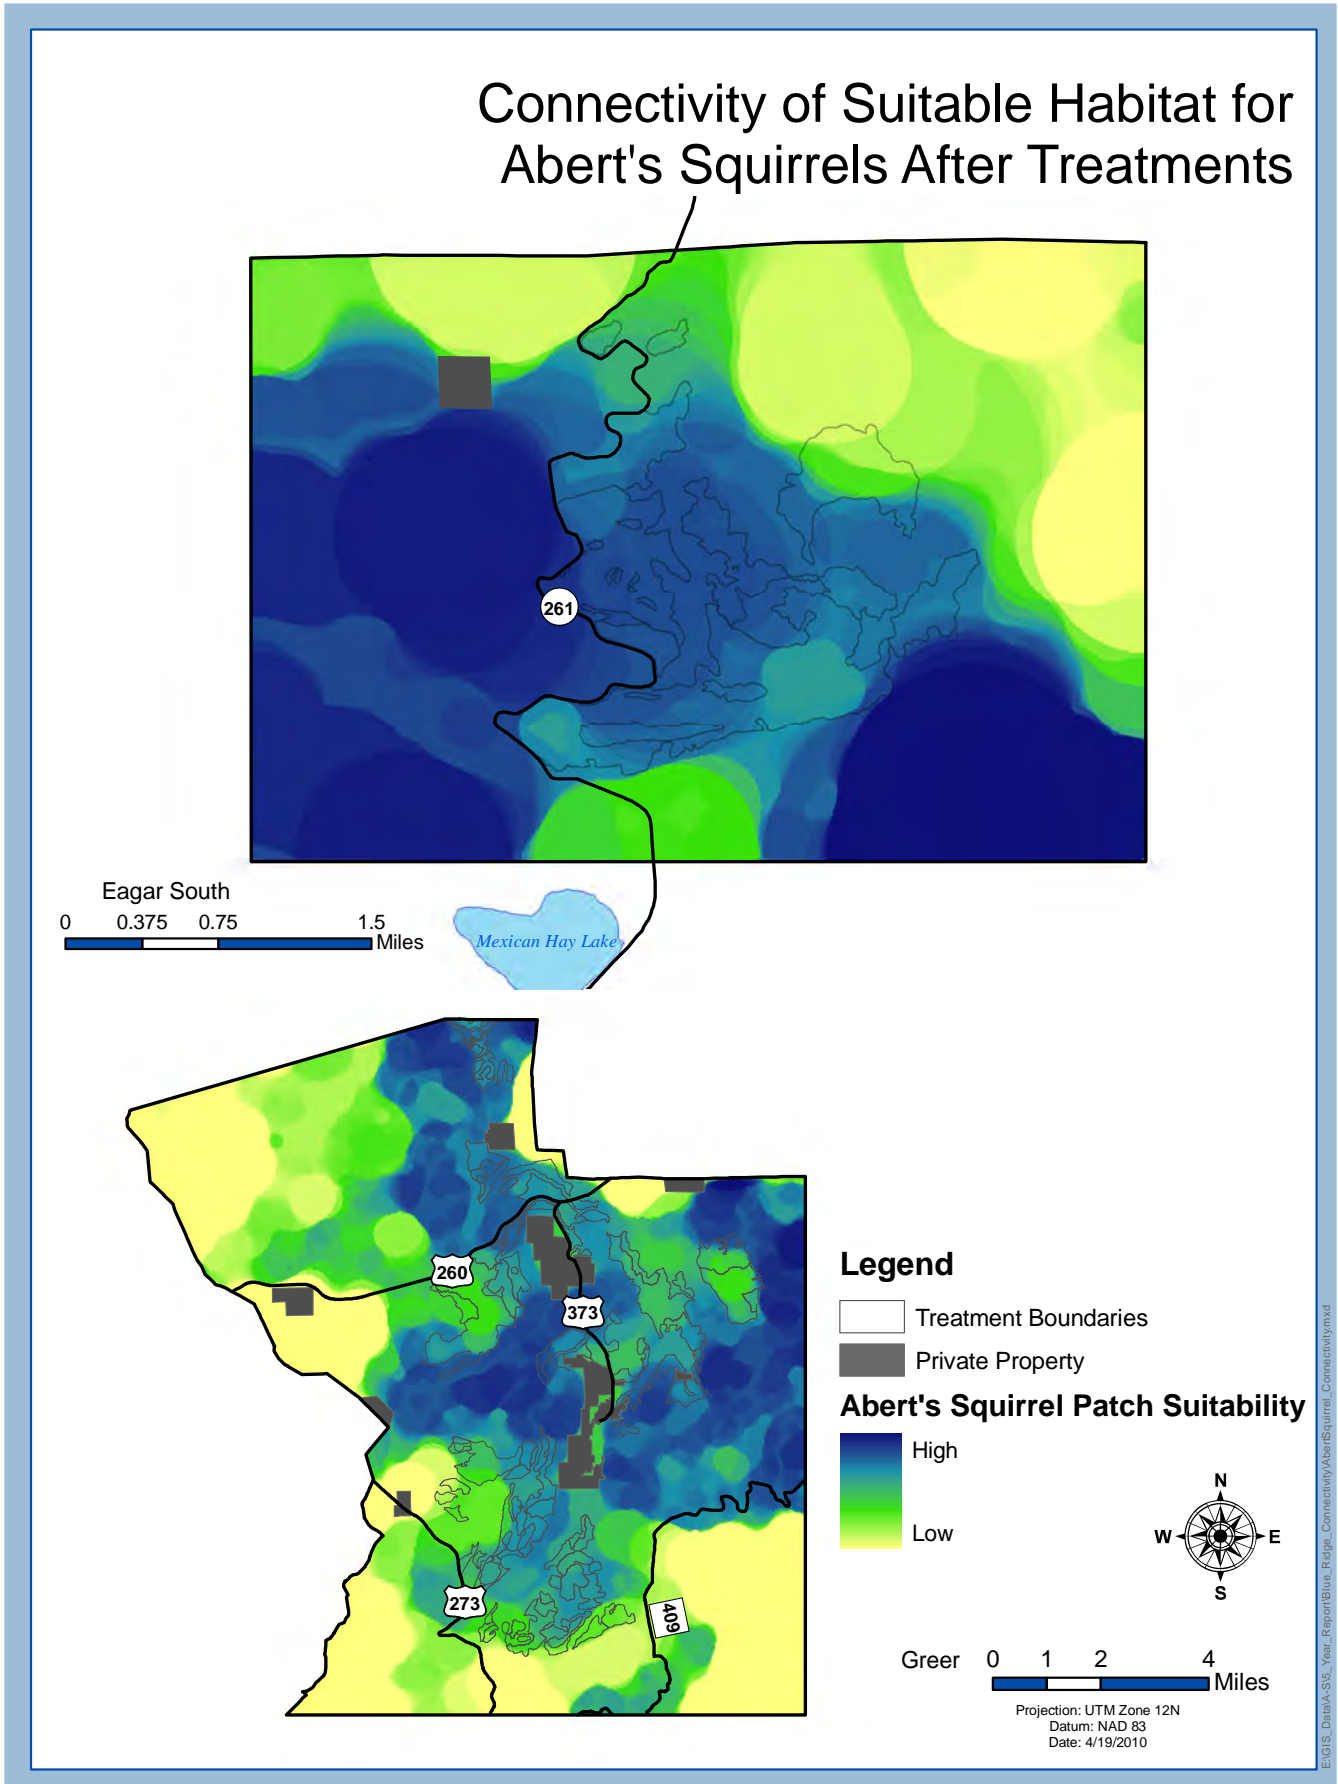 Connectivity of Suitable Habitat for
Abert's Squirrels After Treatments
261
Eagar South
0 0.375 0.75 1.5
Miles
Mexican Hay Lake
260
373
273
409
Legend
Treatment Boundaries
Private Property
Abert's Squirrel Patch Suitability
High
Low
N
W E
S
Greer 0 1 2 4
Miles
Projection: UTM Zone 12N
Datum: NAD 83
Date: 4/19/2010
E:\GIS_Data\A-S\5_Year_Report\Blue_Ridge_Connectivity\AbertSquirrel_Connectivity.mxd